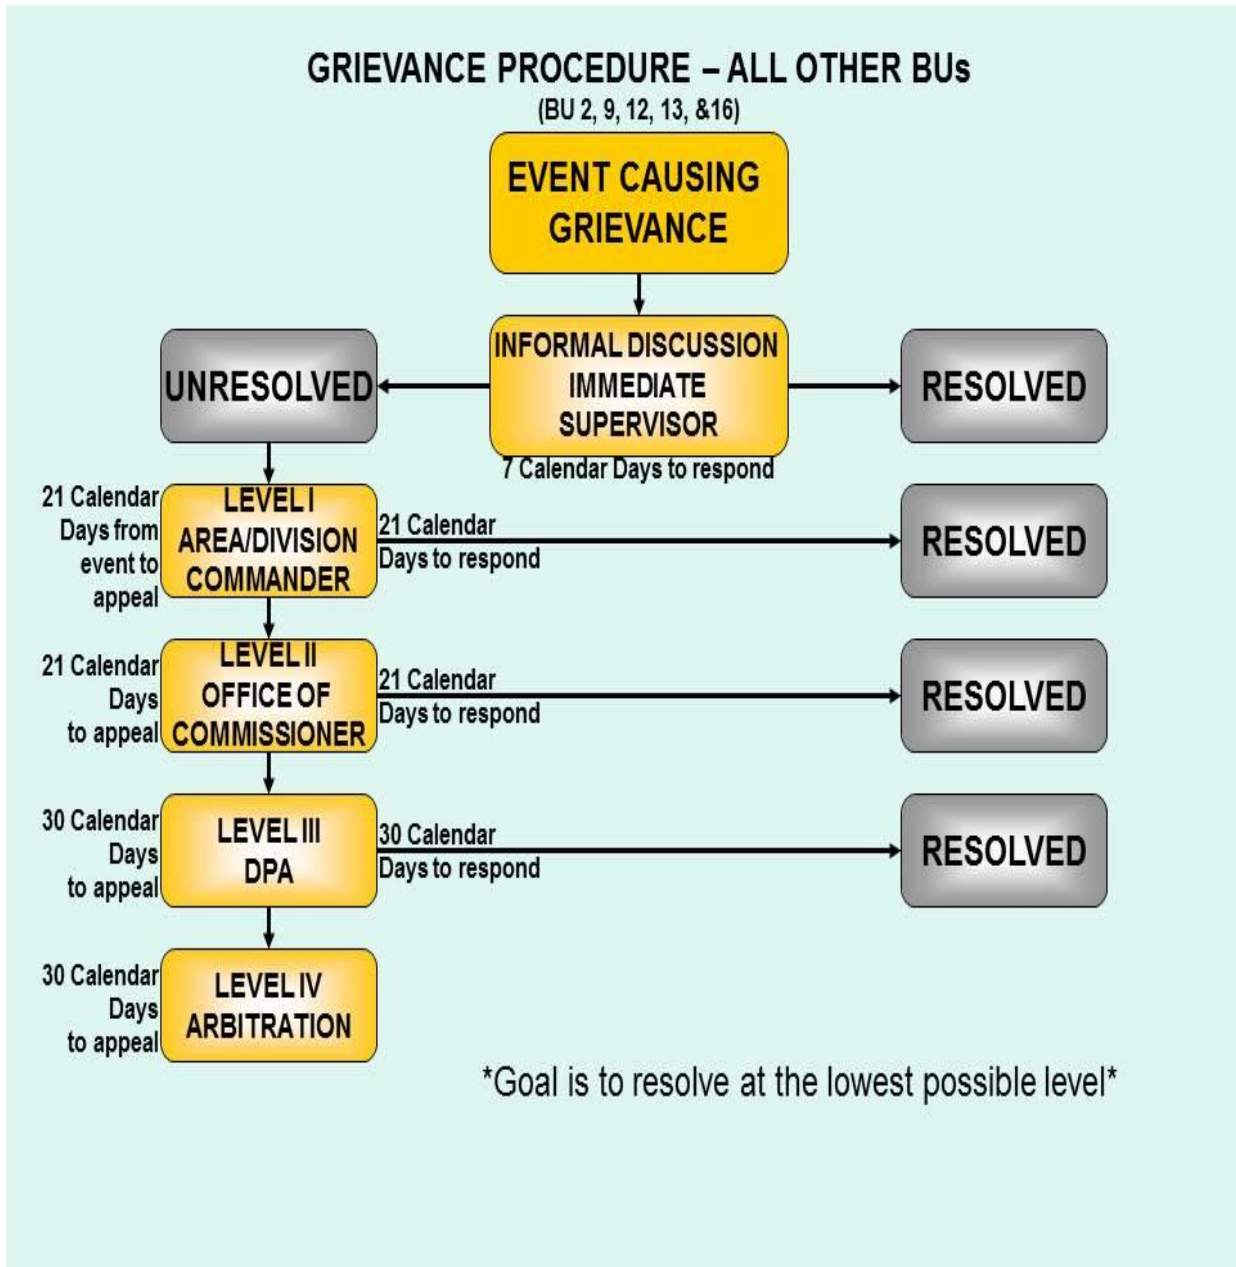 GRIEVANCE PROCEDURE – ALL OTHER BUs
(BU 2, 9, 12, 13, &16)
EVENT CAUSING
GRIEVANCE
INFORMAL DISCUSSION
IMMEDIATE
SUPERVISOR
7 Calendar Days to respond
UNRESOLVED
RESOLVED
21 Calendar
Days from
event to
appeal
LEVEL I
AREA/DIVISION
COMMANDER
21 Calendar
Days to respond
RESOLVED
21 Calendar
Days
to appeal
LEVEL II
OFFICE OF
COMMISSIONER
21 Calendar
Days to respond
RESOLVED
30 Calendar
Days
to appeal
LEVEL III
DPA
30 Calendar
Days to respond
RESOLVED
30 Calendar
Days
to appeal
LEVEL IV
ARBITRATION
*Goal is to resolve at the lowest possible level*